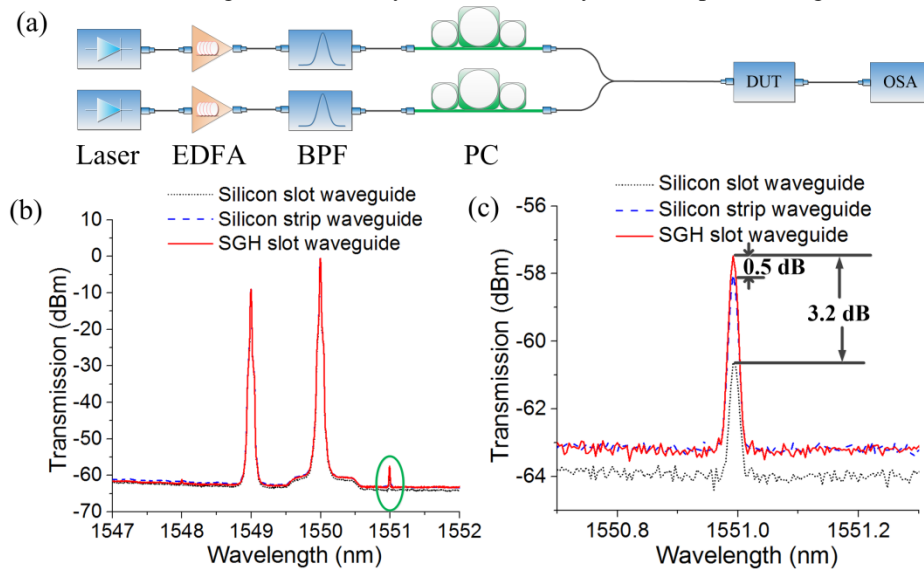 (a)
DUT
OSA
Laser
EDFA
BPF
PC
(b)
Silicon slot waveguide
Silicon strip waveguide
SGH slot waveguide
10
0
-10
-20
-30
-40
-50
-60
-70
Transmission (dBm)
1547
1548
1549
1550
1551
1552
Wavelength (nm)
(c)
Silicon slot waveguide
Silicon strip waveguide
SGH slot waveguide
-56
-58
-60
-62
-64
Transmission (dBm)
0.5 dB
3.2 dB
1550.8
1551.0
1551.2
Wavelength (nm)